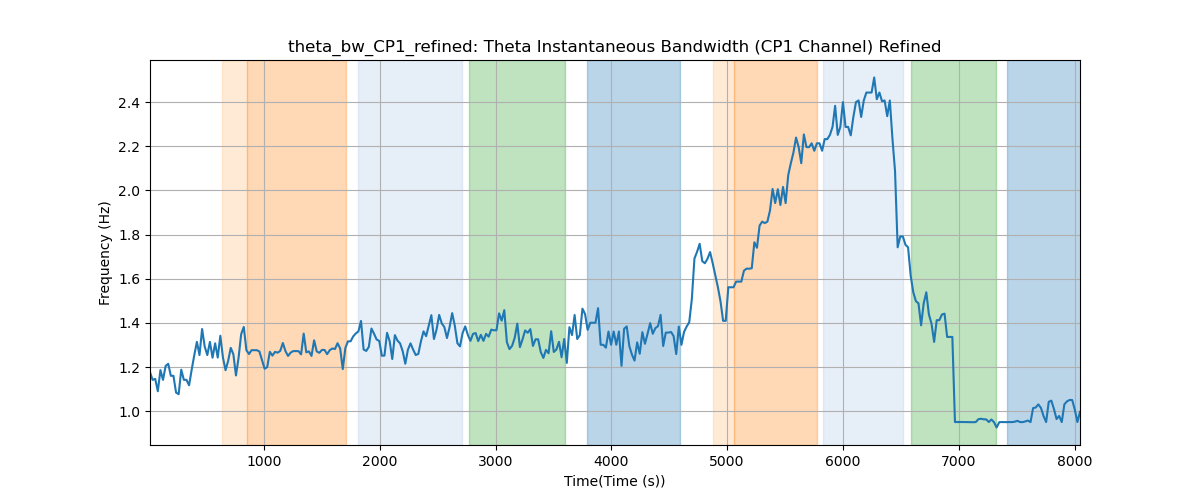 theta_bw_CP1_refined: Theta Instantaneous Bandwidth (CP1 Channel) Refined
Frequency (Hz)
2.4
2.2
2.0
1.8
1.6
1.4
1.2
1.0
1000 2000 3000 4000 5000 6000 7000 8000
Time(Time (s))